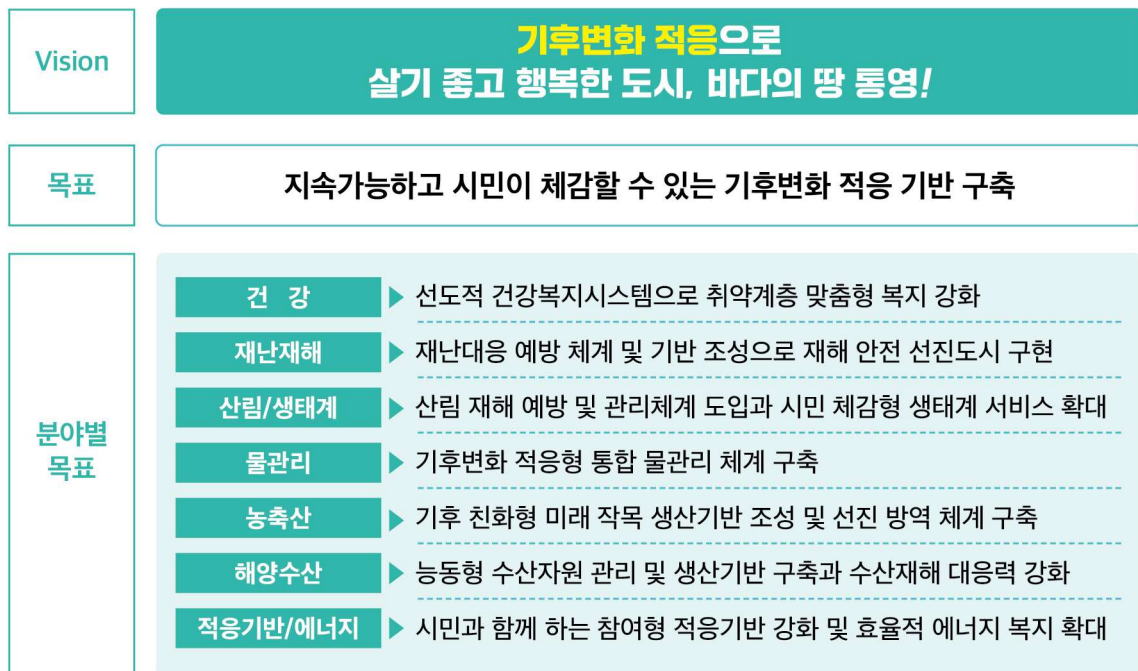 Vision
기후변화 적응으로
살기 좋고 행복한 도시, 바다의 땅 통영!
목표
지속가능하고 시민이 체감할 수 있는 기후변화 적응 기반 구축
분야별
목표
건 강 ▶ 선도적 건강복지시스템으로 취약계층 맞춤형 복지 강화
재난재해 ▶ 재난대응 예방 체계 및 기반 조성으로 재해 안전 선진도시 구현
산림/생태계 ▶ 산림 재해 예방 및 관리체계 도입과 시민 체감형 생태계 서비스 확대
물관리 ▶ 기후변화 적응형 통합 물관리 체계 구축
농축산 ▶ 기후 친화형 미래 작목 생산기반 조성 및 선진 방역 체계 구축
해양수산 ▶ 능동형 수산자원 관리 및 생산기반 구축과 수산재해 대응력 강화
적응기반/에너지 ▶ 시민과 함께 하는 참여형 적응기반 강화 및 효율적 에너지 복지 확대